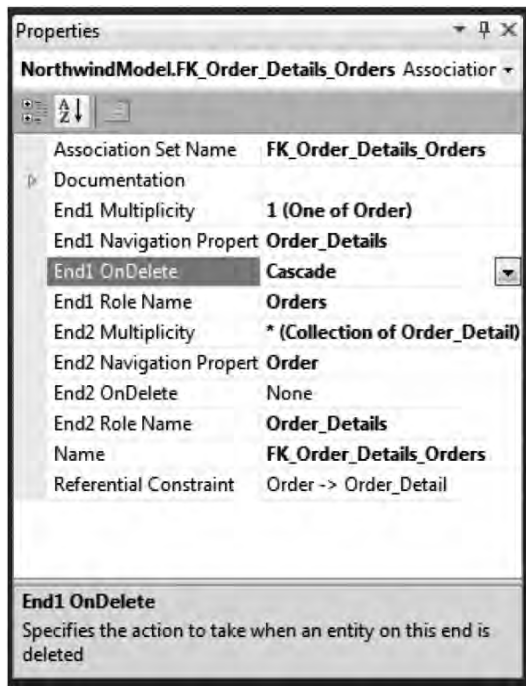 Properties
NorthwindModel.FK_Order_Details_Orders Association
Association Set Name FK_Order_Details_Orders
Documentation
End1 Multiplicity 1 (One of Order)
End1 Navigation Propert Order_Details
End1 OnDelete Cascade
End1 Role Name Orders
End2 Multiplicity * (Collection of Order_Detail)
End2 Navigation Propert Order
End2 OnDelete None
End2 Role Name Order_Details
Name FK_Order_Details_Orders
Referential Constraint Order -> Order_Detail
End1 OnDelete
Specifies the action to take when an entity on this end is
deleted